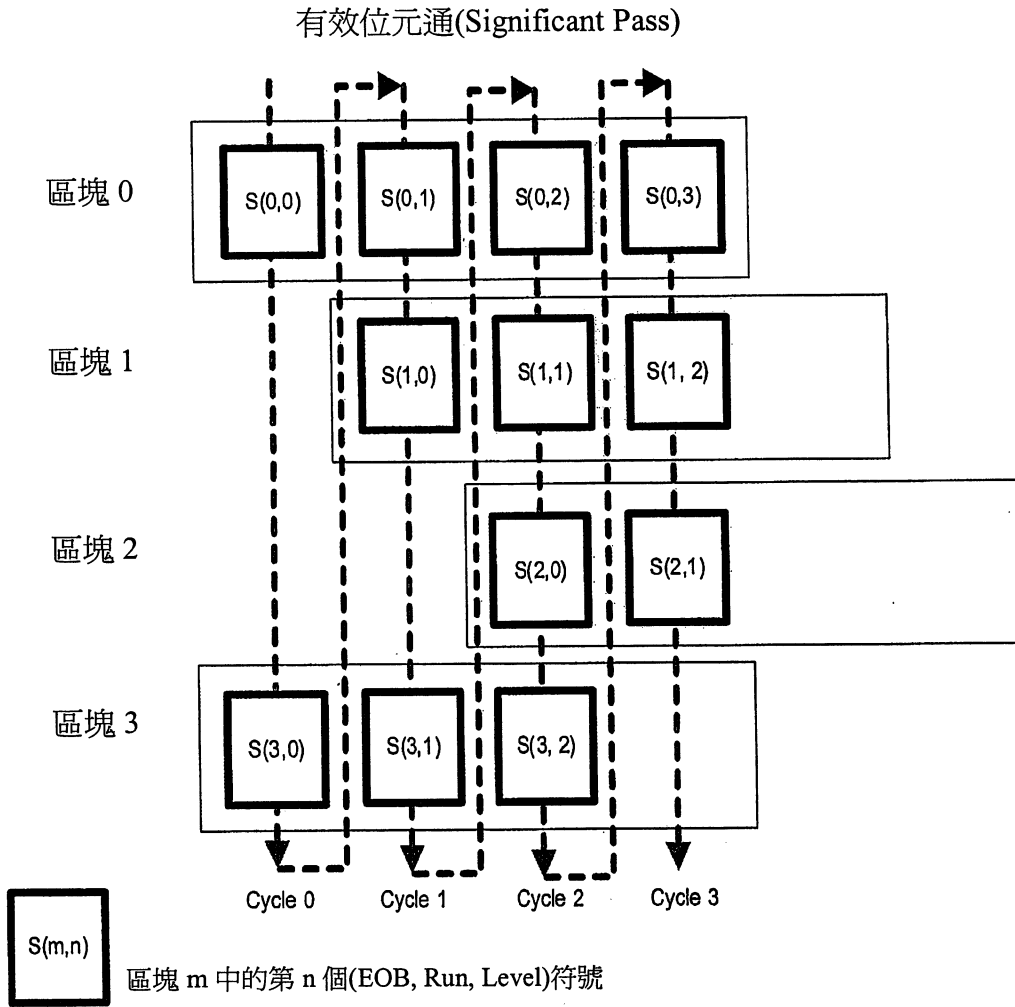 有效位元通(Significant Pass)
區塊 0
S(0,0) S(0,1) S(0,2) S(0,3)
區塊 1
S(1,0) S(1,1) S(1, 2)
區塊 2
S(2,0) S(2,1)
區塊 3
S(3,0) S(3,1) S(3, 2)
Cycle 0 Cycle 1 Cycle 2 Cycle 3
S(m,n)
區塊 m 中的第 n 個(EOB, Run, Level)符號